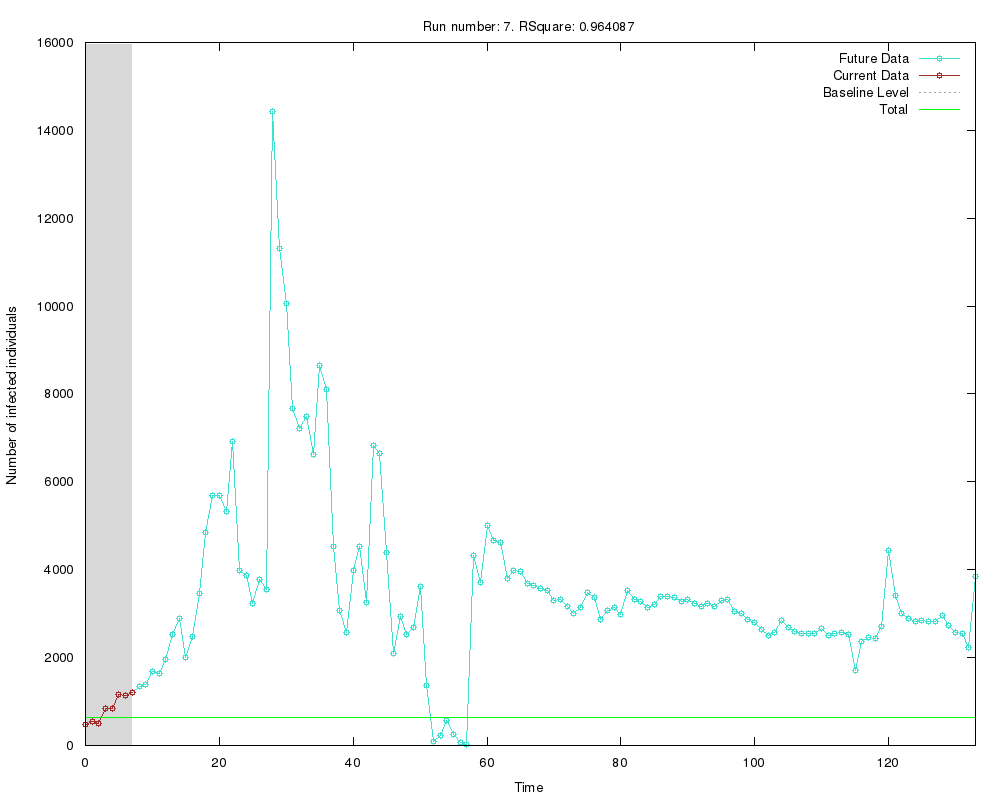 Run number: 7. RSquare: 0.964087
16000
14000
12000
10000
8000
6000
4000
2000
0
Number of infected individuals
Future Data
Current Data
Baseline Level
Total
0 20 40 60 80 100 120
Time